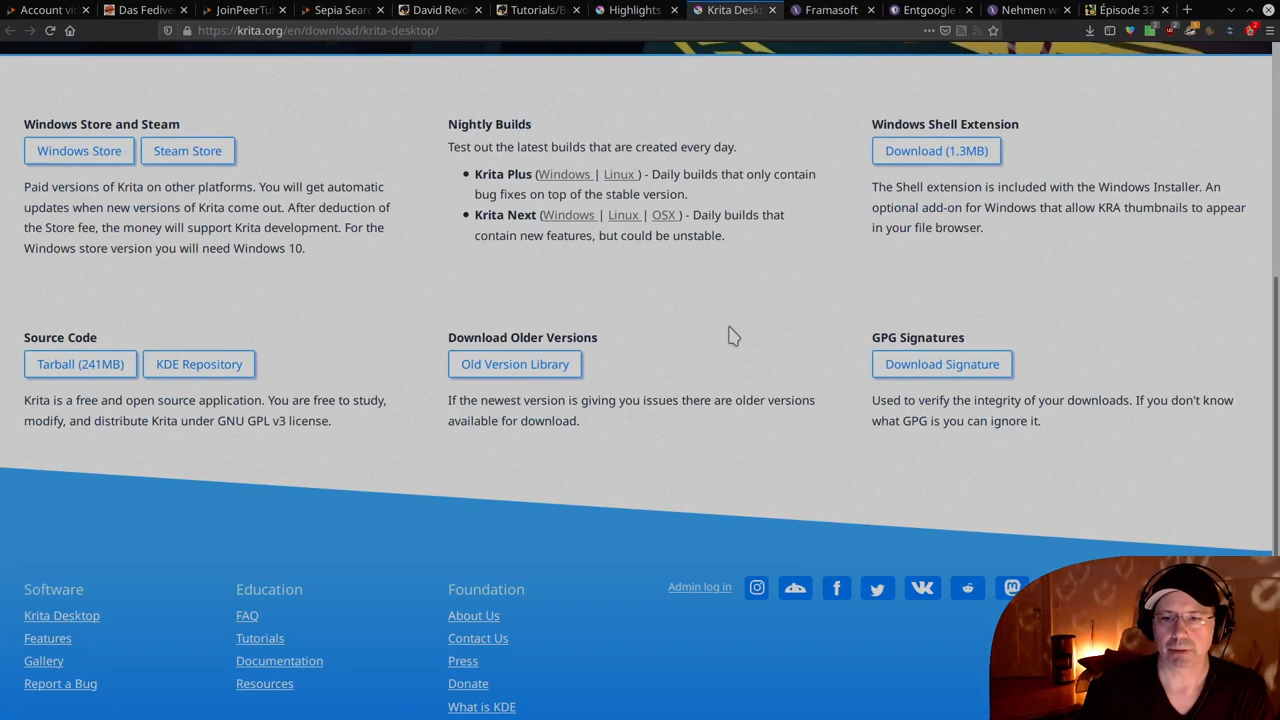 Account vi
Das Fedive
JoinPeerTu
Sepia Sear
David Revo
Tutorials/B
Highlights
Krita Deskt
Framasoft
Entgoogle
Nehmen w
Épisode 33
https://krita.org/en/download/krita-desktop/
Windows Store and Steam
Windows Store
Steam Store
Paid versions of Krita on other platforms. You will get automatic
updates when new versions of Krita come out. After deduction of
the Store fee, the money will support Krita development. For the
Windows store version you will need Windows 10.
Nightly Builds
Test out the latest builds that are created every day.
Krita Plus (Windows | Linux ) - Daily builds that only contain
bug fixes on top of the stable version.
Krita Next (Windows | Linux | OSX ) - Daily builds that
contain new features, but could be unstable.
Windows Shell Extension
Download (1.3MB)
The Shell extension is included with the Windows Installer. An
optional add-on for Windows that allow KRA thumbnails to appear
in your file browser.
Source Code
Tarball (241MB)
KDE Repository
Krita is a free and open source application. You are free to study,
modify, and distribute Krita under GNU GPL v3 license.
Download Older Versions
Old Version Library
If the newest version is giving you issues there are older versions
available for download.
GPG Signatures
Download Signature
Used to verify the integrity of your downloads. If you don't know
what GPG is you can ignore it.
Software
Krita Desktop
Features
Gallery
Report a Bug
Education
FAQ
Tutorials
Documentation
Resources
Foundation
About Us
Contact Us
Press
Donate
What is KDE
Admin log in